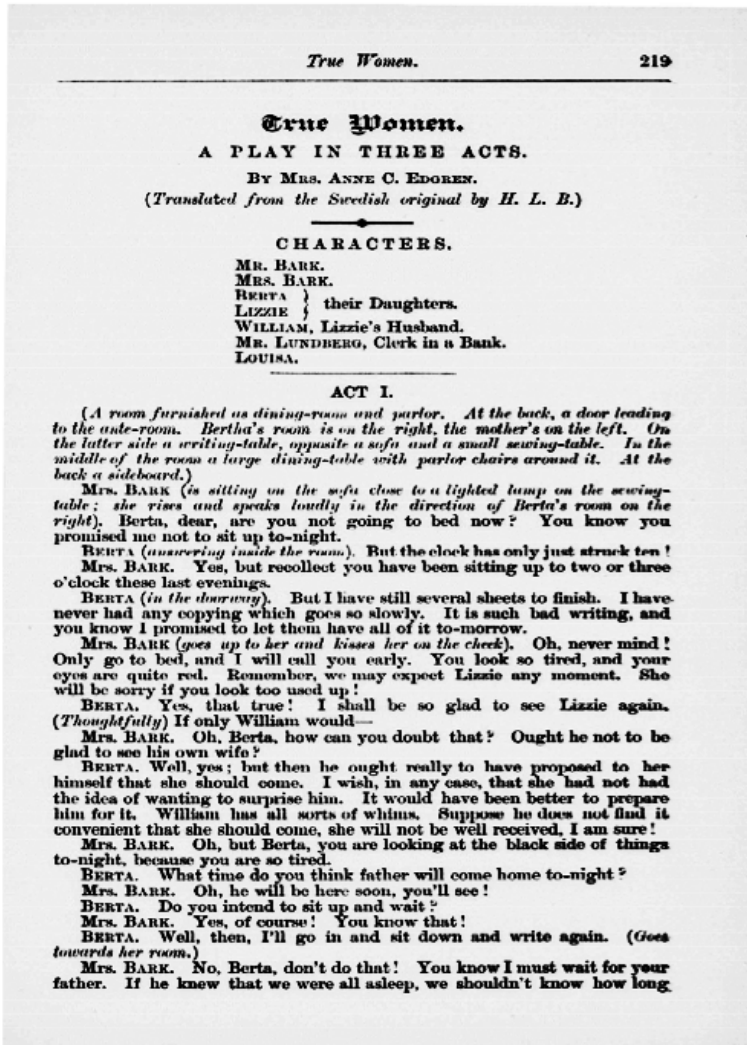 True Women. 219
True Women.
A PLAY IN THREE ACTS.
BY MRS. ANNE C. EDGREN.
(Translated from the Swedish original by H. L. B.)
CHARACTERS.
MR. BARK.
MRS. BARK.
BERTA } their Daughters.
LIZZIE
WILLIAM, Lizzie's Husband.
MR. LUNDBERG, Clerk in a Bank.
LOUISA.
ACT I.
(A room furnished as dining-room and parlor. At the back, a door leading
to the ante-room. Bertha's room is on the right, the mother's on the left. On
the latter side a writing-table, opposite a sofa and a small sewing-table. In the
middle of the room a large dining-table with parlor chairs around it. At the
back a sideboard.)
Mrs. BARK (is sitting on the sofa close to a lighted lamp on the sewing-
table; she rises and speaks loudly in the direction of Berta's room on the
right). Berta, dear, are you not going to bed now? You know you
promised me not to sit up to-night.
BERTA (answering inside the room). But the clock has only just struck ten!
Mrs. BARK. Yes, but recollect you have been sitting up to two or three
o'clock these last evenings.
BERTA (in the doorway). But I have still several sheets to finish. I have
never had any copying which goes so slowly. It is such bad writing, and
you know I promised to let them have all of it to-morrow.
Mrs. BARK (goes up to her and kisses her on the cheek). Oh, never mind!
Only go to bed, and I will call you early. You look so tired, and your
eyes are quite red. Remember, we may expect Lizzie any moment. She
will be sorry if you look too used up!
BERTA. Yes, that true! I shall be so glad to see Lizzie again.
(Thoughtfully) If only William would—
Mrs. BARK. Oh, Berta, how can you doubt that? Ought he not to be
glad to see his own wife?
BERTA. Well, yes; but then he ought really to have proposed to her
himself that she should come. I wish, in any case, that she had not had
the idea of wanting to surprise him. It would have been better to prepare
him for it. William has all sorts of whims. Suppose he does not find it
convenient that she should come, she will not be well received, I am sure!
Mrs. BARK. Oh, but Berta, you are looking at the black side of things
to-night, because you are so tired.
BERTA. What time do you think father will come home to-night?
Mrs. BARK. Oh, he will be here soon, you'll see!
BERTA. Do you intend to sit up and wait?
Mrs. BARK. Yes, of course! You know that!
BERTA. Well, then, I'll go in and sit down and write again. (Goes
towards her room.)
Mrs. BARK. No, Berta, don't do that! You know I must wait for your
father. If he knew that we were all asleep, we shouldn't know how long